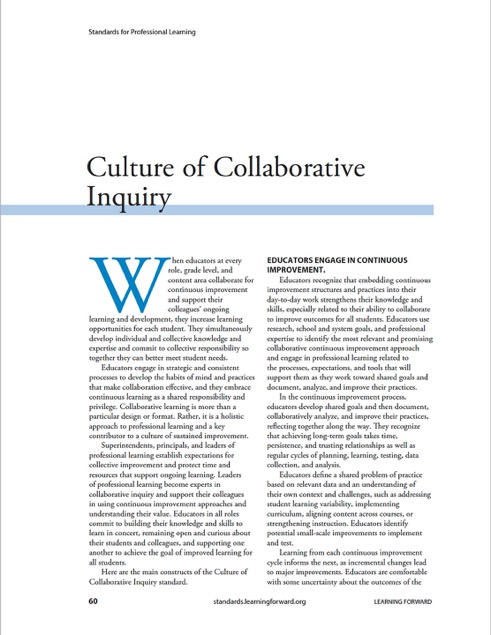 Standards for Professional Learning
Culture of Collaborative
Inquiry
When educators at every
role, grade level, and
content area collaborate for
continuous improvement
and support their
colleagues' ongoing
learning and development, they increase learning
opportunities for each student. They simultaneously
develop individual and collective knowledge and
expertise and commit to collective responsibility so
together they can better meet student needs.
Educators engage in strategic and consistent
processes to develop the habits of mind and practices
that make collaboration effective, and they embrace
continuous learning as a shared responsibility and
privilege. Collaborative learning is more than a
particular design or format. Rather, it is a holistic
approach to professional learning and a key
contributor to a culture of sustained improvement.
Superintendents, principals, and leaders of
professional learning establish expectations for
collective improvement and protect time and
resources that support ongoing learning. Leaders
of professional learning become experts in
collaborative inquiry and support their colleagues
in using continuous improvement approaches and
understanding their value. Educators in all roles
commit to building their knowledge and skills to
learn in concert, remaining open and curious about
their students and colleagues, and supporting one
another to achieve the goal of improved learning for
all students.
Here are the main constructs of the Culture of
Collaborative Inquiry standard.
EDUCATORS ENGAGE IN CONTINUOUS
IMPROVEMENT.
Educators recognize that embedding continuous
improvement structures and practices into their
day-to-day work strengthens their knowledge and
skills, especially related to their ability to collaborate
to improve outcomes for all students. Educators use
research, school and system goals, and professional
expertise to identify the most relevant and promising
collaborative continuous improvement approach
and engage in professional learning related to
the processes, expectations, and tools that will
support them as they work toward shared goals and
document, analyze, and improve their practices.
In the continuous improvement process,
educators develop shared goals and then document,
collaboratively analyze, and improve their practices,
reflecting together along the way. They recognize
that achieving long-term goals takes time,
persistence, and trusting relationships as well as
regular cycles of planning, learning, testing, data
collection, and analysis.
Educators define a shared problem of practice
based on relevant data and an understanding of
their own context and challenges, such as addressing
student learning variability, implementing
curriculum, aligning content across courses, or
strengthening instruction. Educators identify
potential small-scale improvements to implement
and test.
Learning from each continuous improvement
cycle informs the next, as incremental changes lead
to major improvements. Educators are comfortable
with some uncertainty about the outcomes of the
60
standards.learningforward.org
LEARNING FORWARD